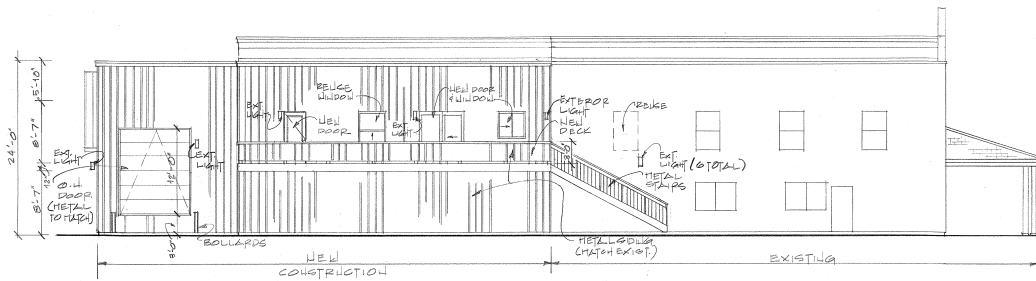 24'-0"
5'-10"
8'-7"
12"
8'-7"
EXT.
LIGHT
O.H.
DOOR
(METAL
TO MATCH)
12'-0"
EXT.
LIGHT
BOLLARDS
EXT.
LIGHT
NEW
DOOR
REUSE
WINDOW
EXT.
LIGHT
NEW DOOR
& WINDOW
EXTERIOR
LIGHT
NEW
DECK
REUSE
EXT.
LIGHT (6 TOTAL)
METAL
STAIRS
METAL SIDING
(MATCH EXIST.)
NEW
CONSTRUCTION
EXISTING